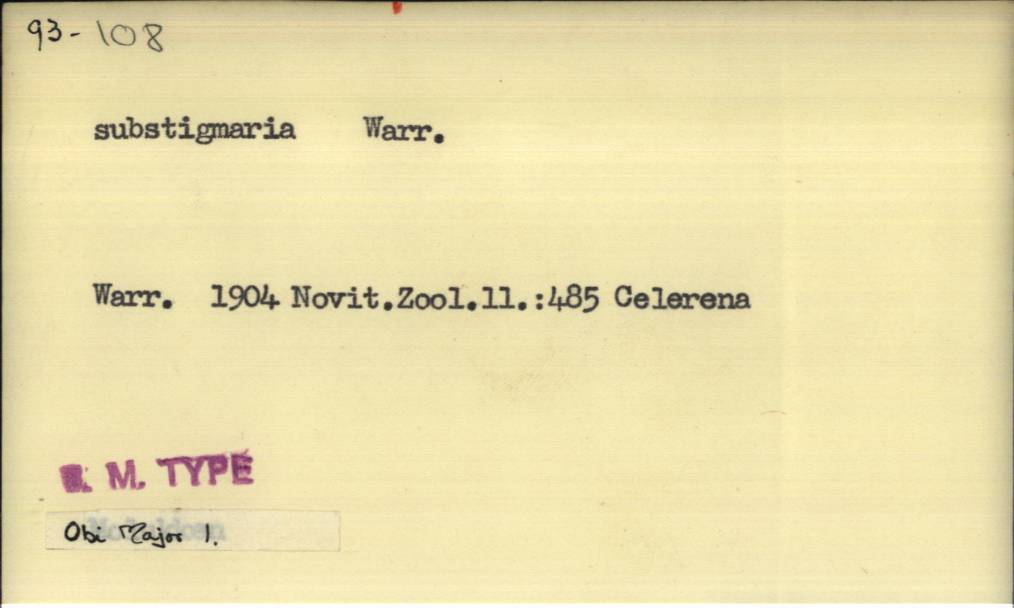 93-108
substigmaria Warr.
Warr. 1904 Novit.Zool.11.:485 Celerena
M. TYPE
Obi Major I.